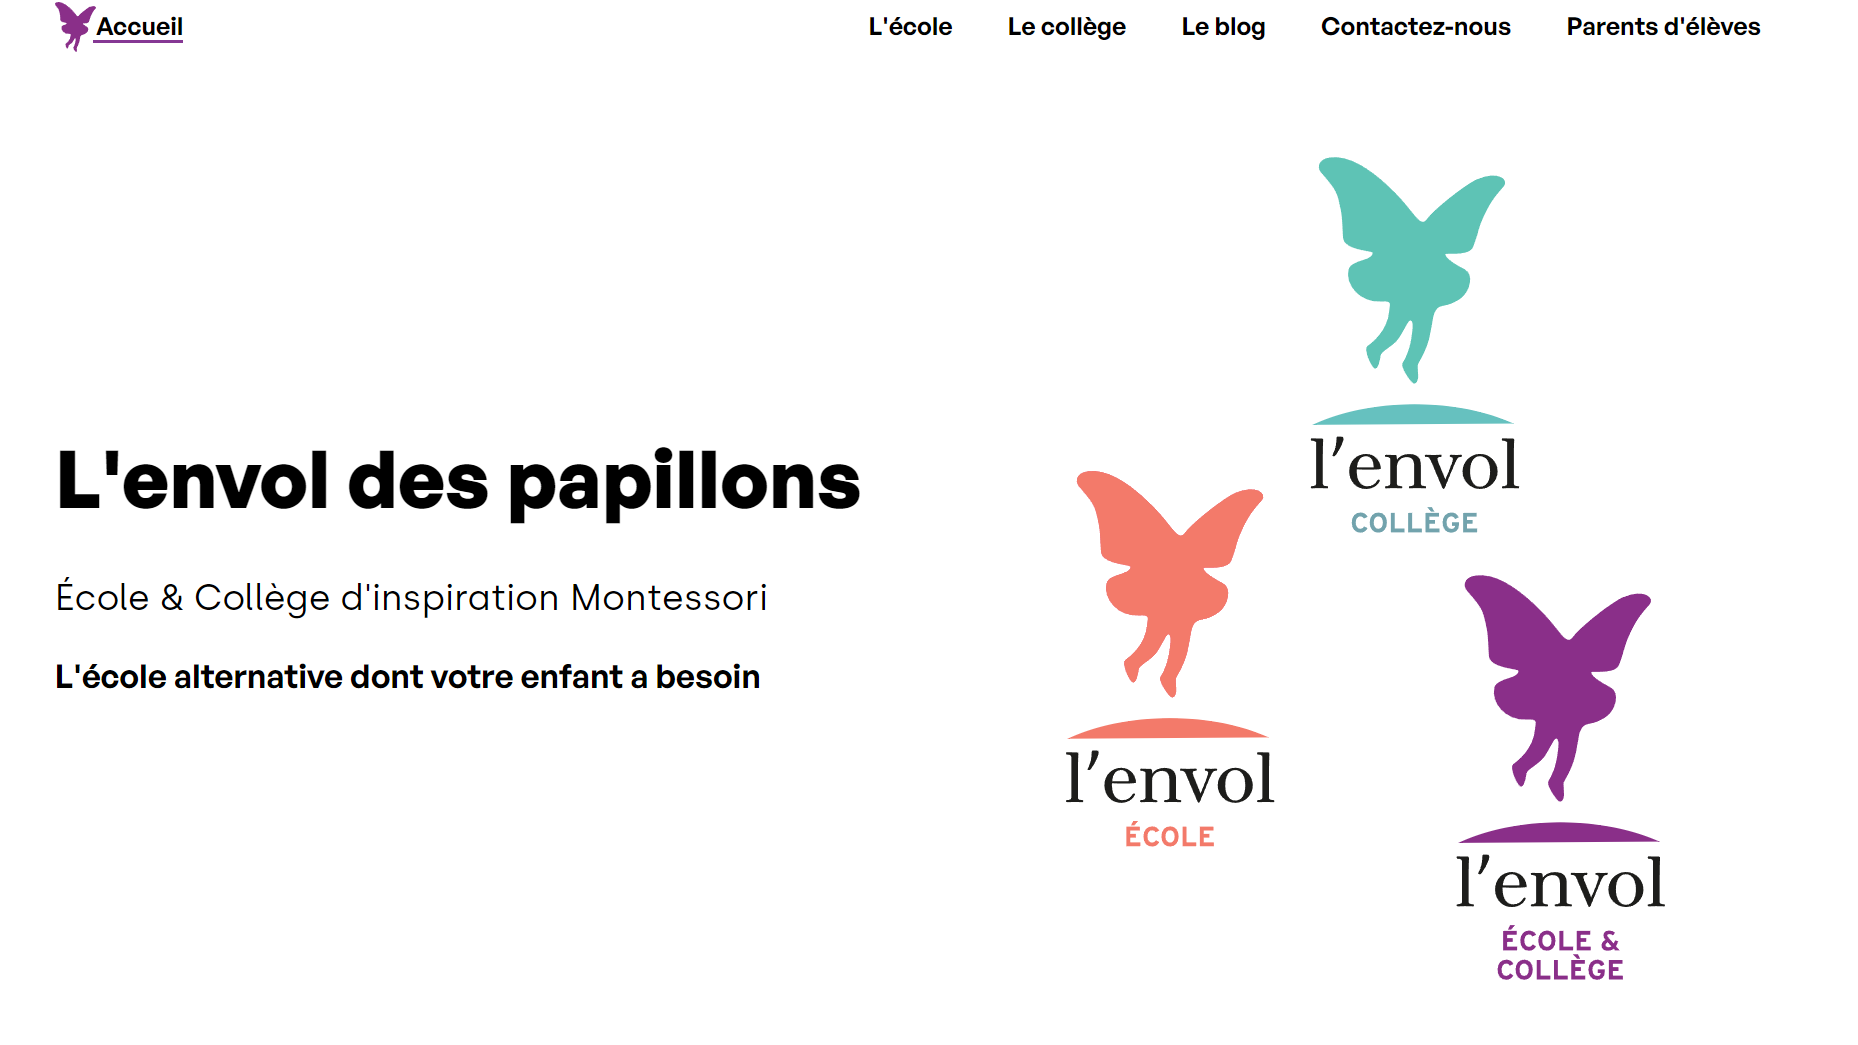 Accueil
L'école
Le collège
Le blog
Contactez-nous
Parents d'élèves
L'envol des papillons
École & Collège d'inspiration Montessori
L'école alternative dont votre enfant a besoin
l'envol
COLLÈGE
l'envol
ÉCOLE
l'envol
ÉCOLE &
COLLÈGE